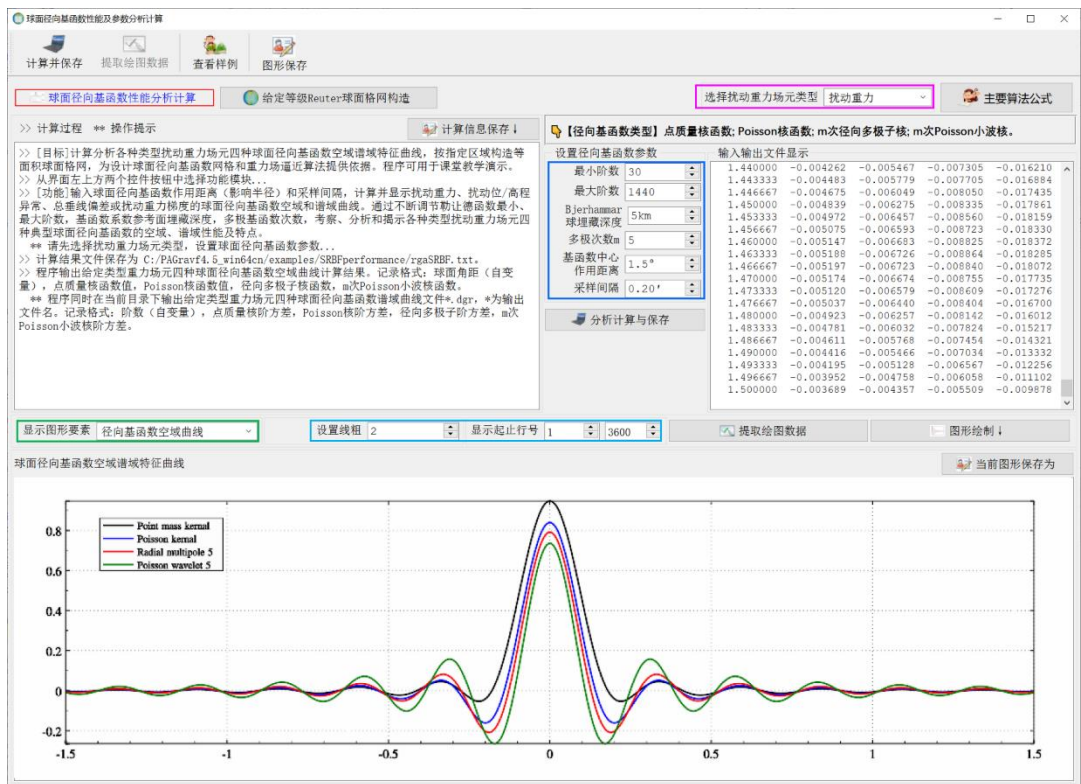 球面径向基函数性能及参数分析计算
计算并保存 提取绘图数据 查看样例 图形保存
球面径向基函数性能分析计算 给定等级Reuter球面格网构造 选择扰动重力场元类型 扰动重力 主要算法公式
>> 计算过程 ** 操作提示 计算信息保存↓
>> [目标]计算分析各种类型扰动重力场元四种球面径向基函数空域谱域特征曲线，按指定区域构造等
面积球面格网，为设计球面径向基函数网格和重力场逼近算法提供依据。程序可用于课堂教学演示。
>> 从界面左上方两个控件按钮中选择功能模块...
>> [功能]输入球面径向基函数作用距离（影响半径）和采样间隔，计算并显示扰动重力、扰动位/高程
异常、总垂线偏差或扰动重力梯度的球面径向基函数空域和谱域曲线。通过不断调节勒让德函数最小、
最大阶数，基函数系数参考面埋藏深度，多极基函数次数，考察、分析和揭示各种类型扰动重力场元四
种典型球面径向基函数的空域、谱域性能及特点。
** 请先选择扰动重力场元类型，设置球面径向基函数参数...
>> 计算结果文件保存为 C:/PAGravf4.5_win64cn/examples/SRBFperformance/rgaSRBF.txt.
>> 程序输出给定类型重力场元四种球面径向基函数空域曲线计算结果。记录格式：球面角距（自变
量），点质量核函数值，Poisson核函数值，径向多极子核函数，m次Poisson小波核函数。
** 程序同时在当前目录下输出给定类型重力场元四种球面径向基函数谱域曲线文件*.dgr，*为输出
文件名。记录格式：阶数（自变量），点质量核阶方差，Poisson核阶方差，径向多极子阶方差，m次
Poisson小波核阶方差。
【径向基函数类型】点质量核函数; Poisson核函数; m次径向多极子核; m次Poisson小波核。
设置径向基函数参数
最小阶数 30
最大阶数 1440
Bjerhammar
球埋藏深度 5km
多极次数m 5
基函数中心
作用距离 1.5°
采样间隔 0.20′
分析计算与保存
输入输出文件显示
1.440000 -0.004262 -0.005467 -0.007305 -0.016210
1.443333 -0.004483 -0.005779 -0.007705 -0.016884
1.446667 -0.004675 -0.006049 -0.008050 -0.017435
1.450000 -0.004839 -0.006275 -0.008335 -0.017861
1.453333 -0.004972 -0.006457 -0.008560 -0.018159
1.456667 -0.005075 -0.006593 -0.008723 -0.018330
1.460000 -0.005147 -0.006683 -0.008825 -0.018372
1.463333 -0.005188 -0.006726 -0.008864 -0.018285
1.466667 -0.005197 -0.006723 -0.008840 -0.018072
1.470000 -0.005174 -0.006674 -0.008755 -0.017735
1.473333 -0.005120 -0.006579 -0.008609 -0.017276
1.476667 -0.005037 -0.006440 -0.008404 -0.016700
1.480000 -0.004923 -0.006257 -0.008142 -0.016012
1.483333 -0.004781 -0.006032 -0.007824 -0.015217
1.486667 -0.004611 -0.005768 -0.007454 -0.014321
1.490000 -0.004416 -0.005466 -0.007034 -0.013332
1.493333 -0.004195 -0.005128 -0.006567 -0.012256
1.496667 -0.003952 -0.004758 -0.006058 -0.011102
1.500000 -0.003689 -0.004357 -0.005509 -0.009878
显示图形要素 径向基函数空域曲线 设置线粗 2 显示起止行号 1 3600 提取绘图数据 图形绘制↓
球面径向基函数空域谱域特征曲线 当前图形保存为
Point mass kernal
Poisson kernal
Radial multipole 5
Poisson wavelet 5
0.8
0.6
0.4
0.2
0
-0.2
-1.5 -1 -0.5 0 0.5 1 1.5